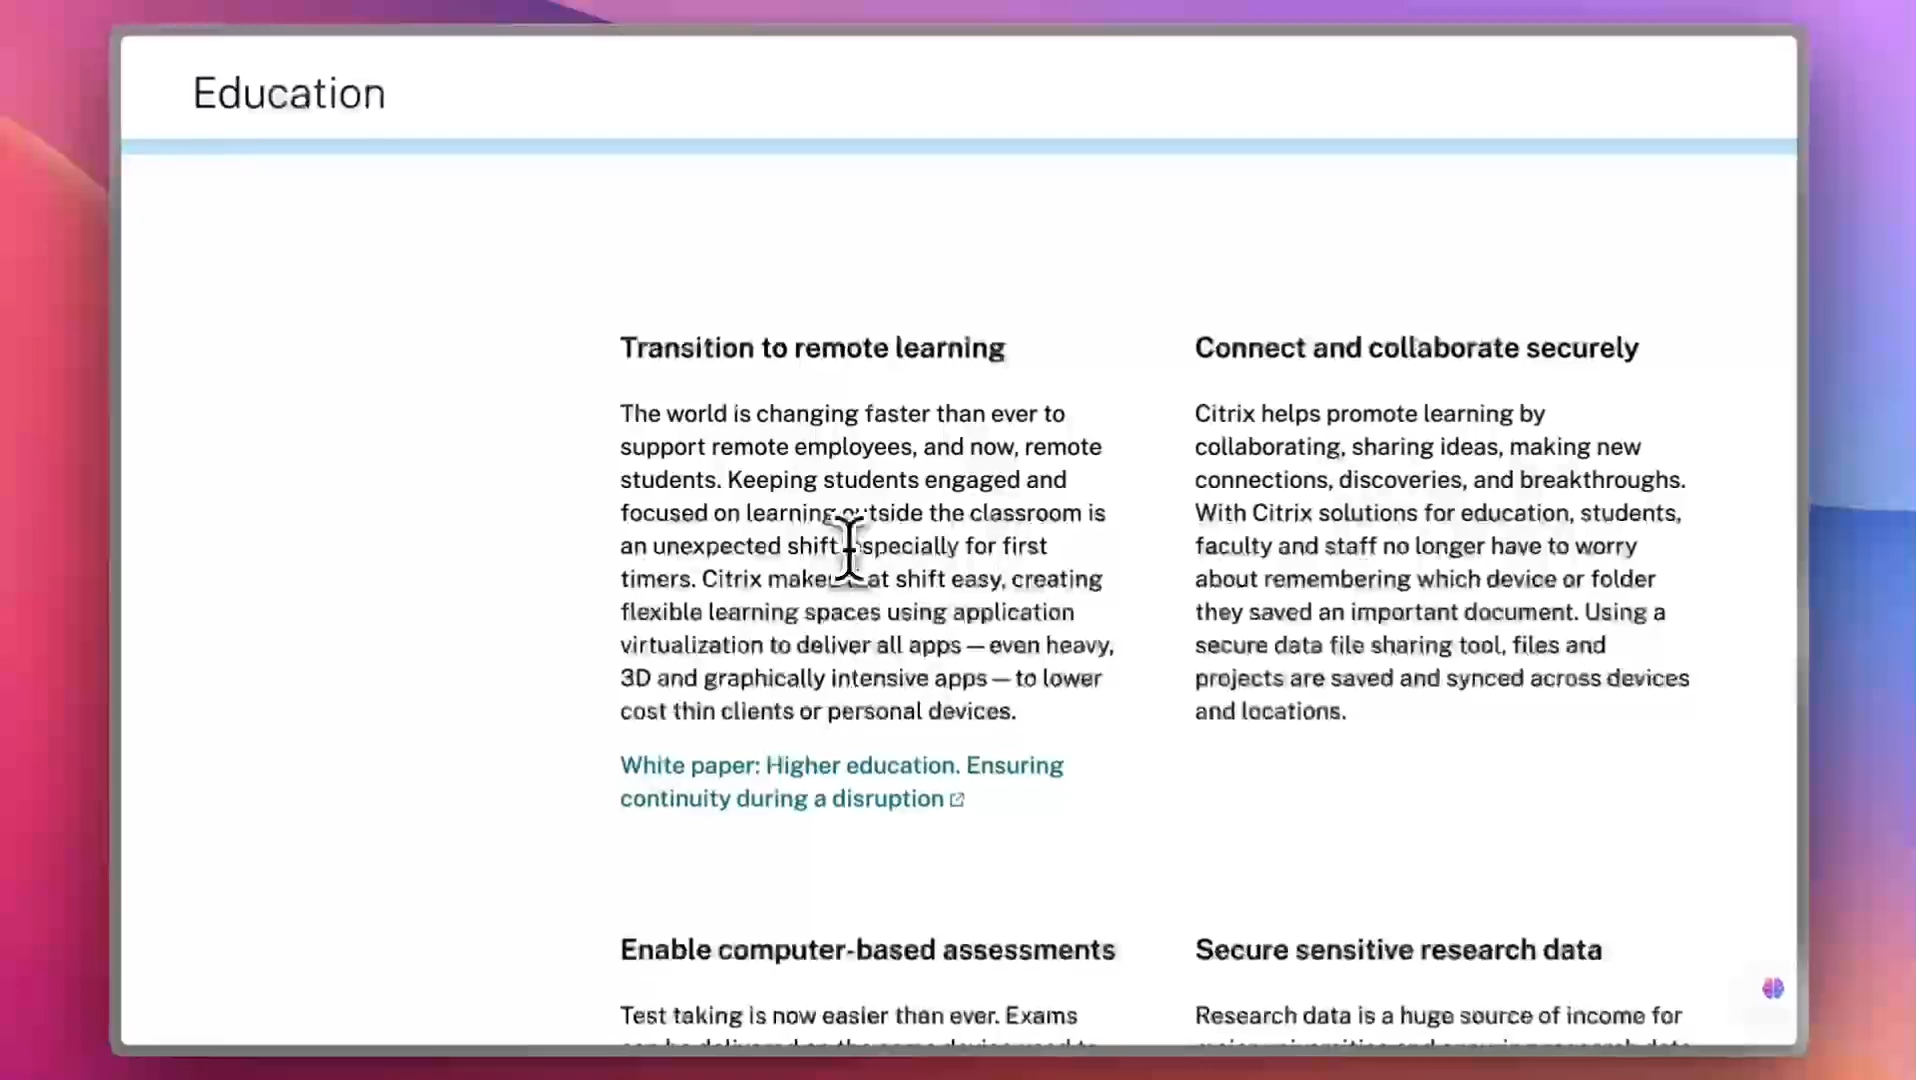 Education
Transition to remote learning
The world is changing faster than ever to
support remote employees, and now, remote
students. Keeping students engaged and
focused on learning outside the classroom is
an unexpected shift especially for first
timers. Citrix makes that shift easy, creating
flexible learning spaces using application
virtualization to deliver all apps — even heavy,
3D and graphically intensive apps — to lower
cost thin clients or personal devices.
White paper: Higher education. Ensuring
continuity during a disruption
Connect and collaborate securely
Citrix helps promote learning by
collaborating, sharing ideas, making new
connections, discoveries, and breakthroughs.
With Citrix solutions for education, students,
faculty and staff no longer have to worry
about remembering which device or folder
they saved an important document. Using a
secure data file sharing tool, files and
projects are saved and synced across devices
and locations.
Enable computer-based assessments
Test taking is now easier than ever. Exams
Secure sensitive research data
Research data is a huge source of income for